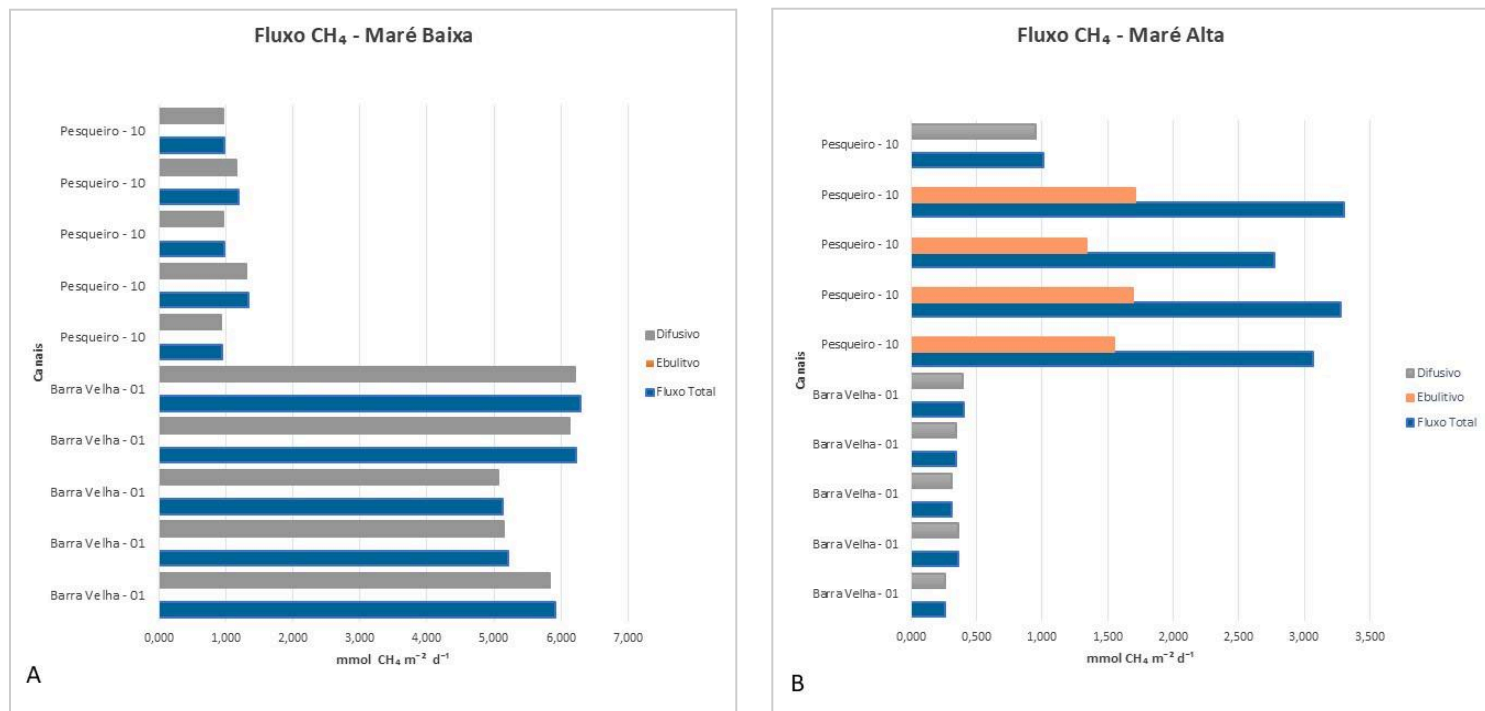 Fluxo CH₄ - Maré Baixa
Pesqueiro - 10
Pesqueiro - 10
Pesqueiro - 10
Pesqueiro - 10
Pesqueiro - 10
Barra Velha - 01
Barra Velha - 01
Barra Velha - 01
Barra Velha - 01
Barra Velha - 01
Canais
Difusivo
Ebulitvo
Fluxo Total
0,000 1,000 2,000 3,000 4,000 5,000 6,000 7,000
mmol CH₄ m⁻² d⁻¹
A
Fluxo CH₄ - Maré Alta
Pesqueiro - 10
Pesqueiro - 10
Pesqueiro - 10
Pesqueiro - 10
Pesqueiro - 10
Barra Velha - 01
Barra Velha - 01
Barra Velha - 01
Barra Velha - 01
Barra Velha - 01
Canais
Difusivo
Ebulitivo
Fluxo Total
0,000 0,500 1,000 1,500 2,000 2,500 3,000 3,500
mmol CH₄ m⁻² d⁻¹
B